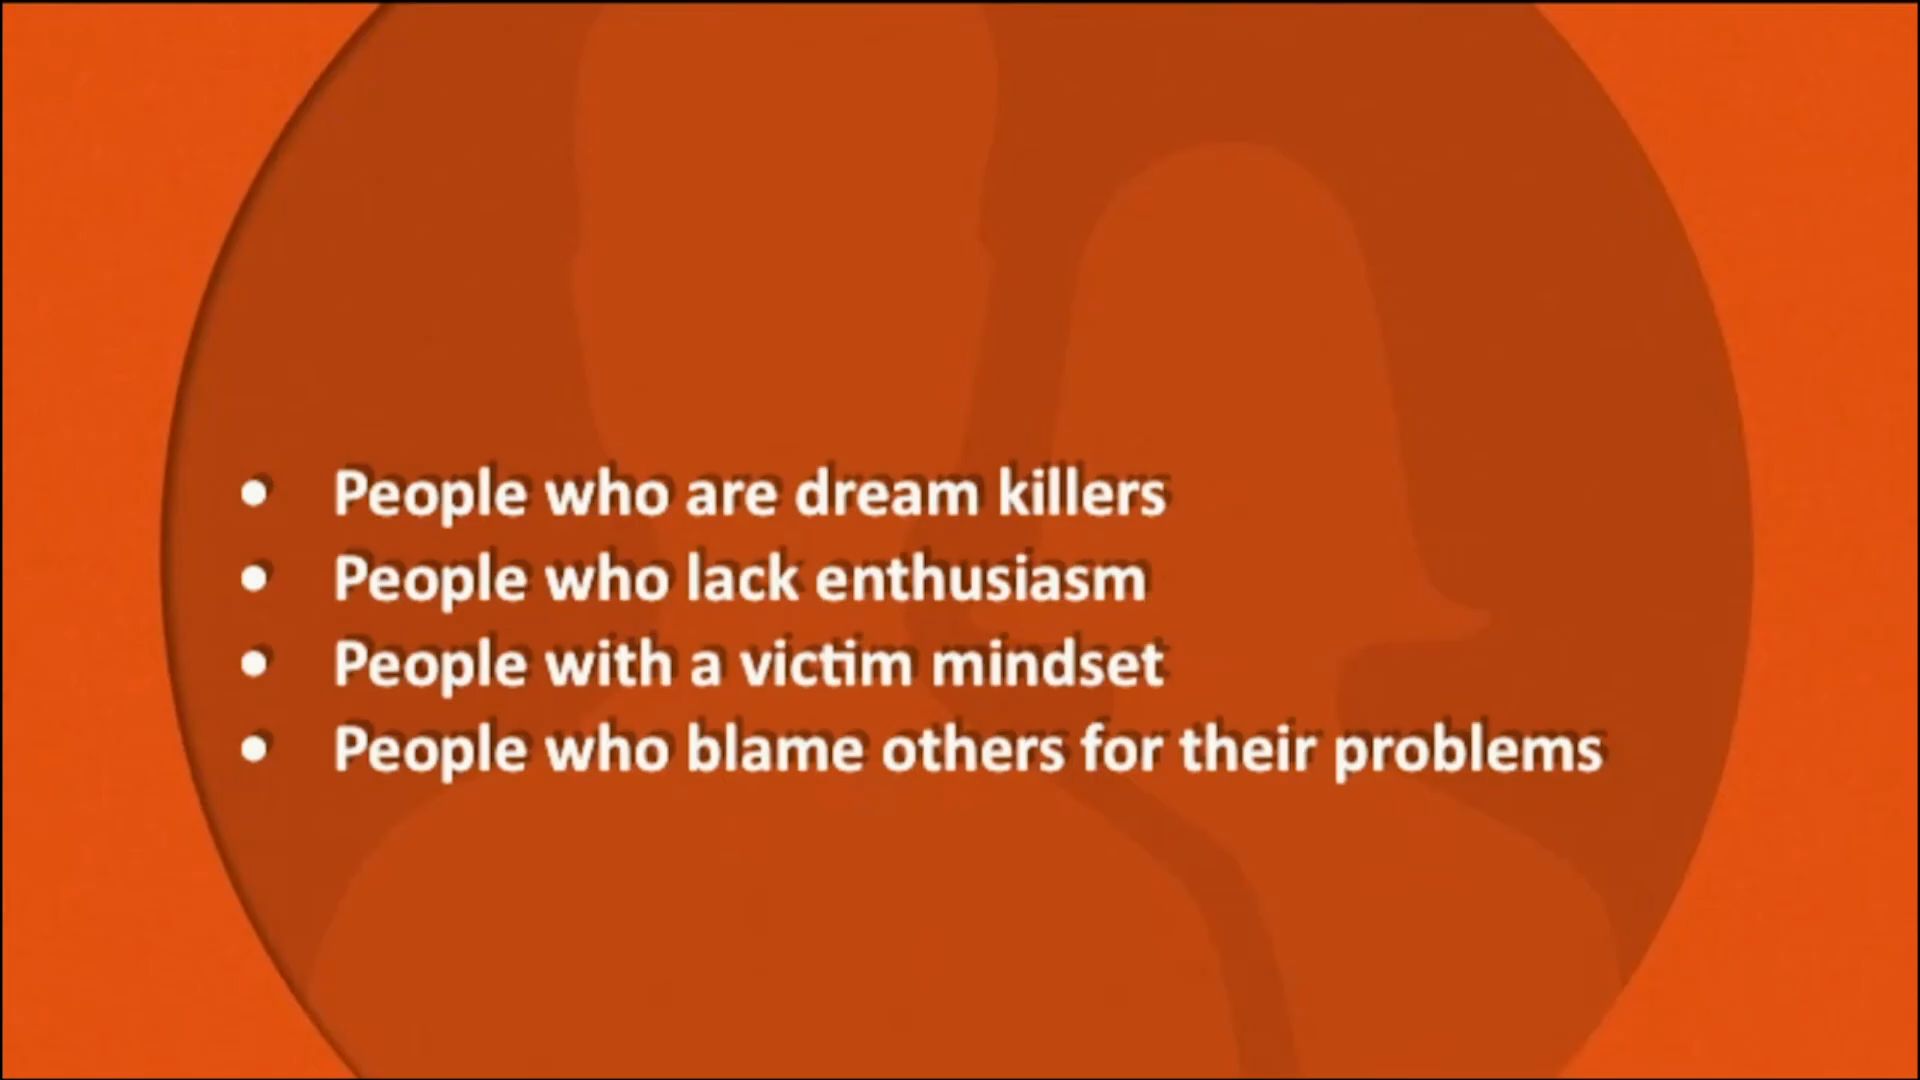 • People who are dream killers
• People who lack enthusiasm
• People with a victim mindset
• People who blame others for their problems